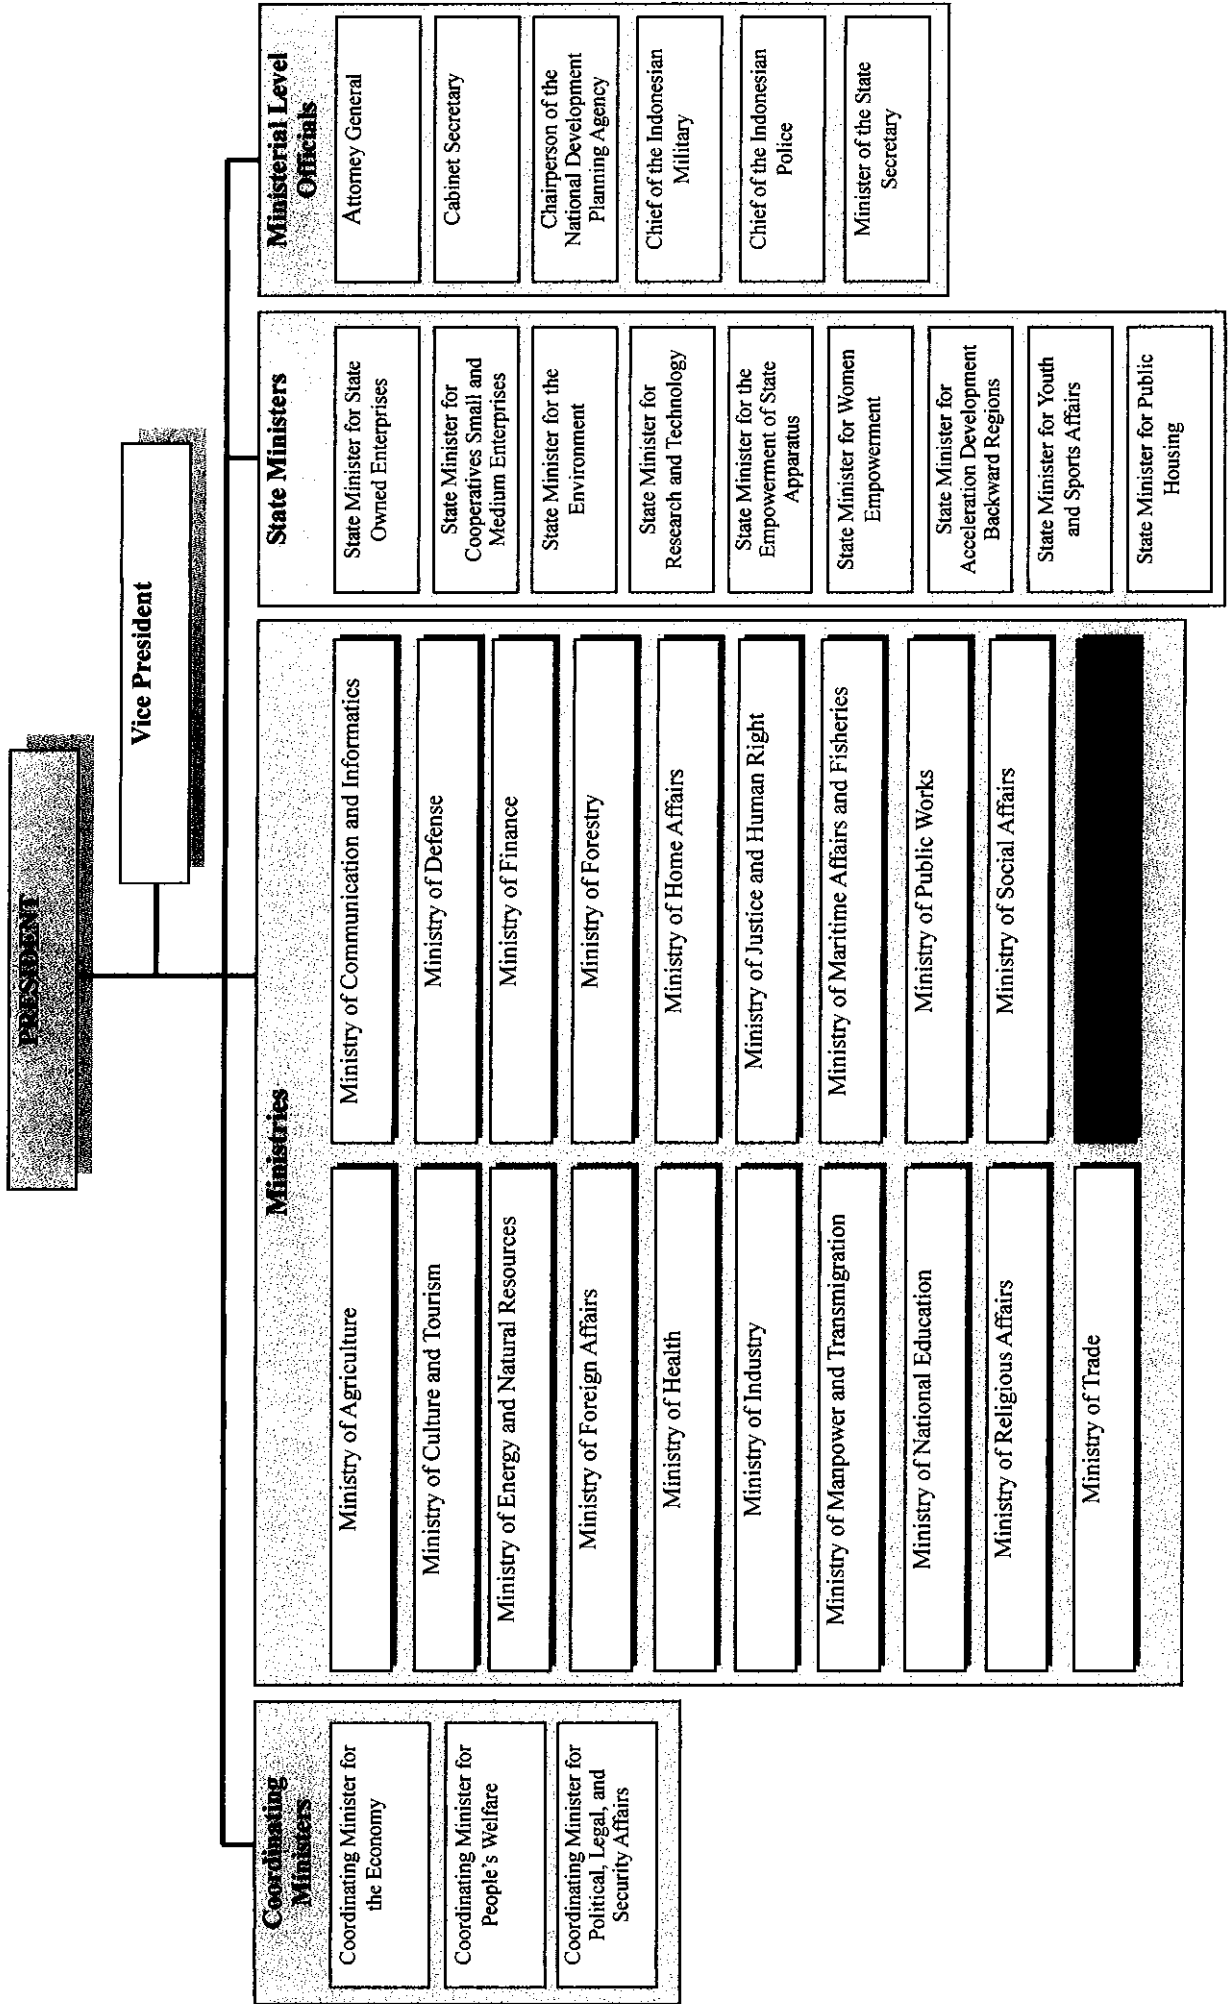 PRESIDENT
Vice President
Coordinating
Ministers
Coordinating Minister for
the Economy
Coordinating Minister for
People's Welfare
Coordinating Minister for
Political, Legal, and
Security Affairs
Ministries
Ministry of Agriculture
Ministry of Communication and Informatics
Ministry of Culture and Tourism
Ministry of Defense
Ministry of Energy and Natural Resources
Ministry of Finance
Ministry of Foreign Affairs
Ministry of Forestry
Ministry of Health
Ministry of Home Affairs
Ministry of Industry
Ministry of Justice and Human Right
Ministry of Manpower and Transmigration
Ministry of Maritime Affairs and Fisheries
Ministry of National Education
Ministry of Public Works
Ministry of Religious Affairs
Ministry of Social Affairs
Ministry of Trade
State Ministers
State Minister for State
Owned Enterprises
State Minister for
Cooperatives Small and
Medium Enterprises
State Minister for the
Environment
State Minister for
Research and Technology
State Minister for the
Empowerment of State
Apparatus
State Minister for Women
Empowerment
State Minister for
Acceleration Development
Backward Regions
State Minister for Youth
and Sports Affairs
State Minister for Public
Housing
Ministerial Level
Officials
Attorney General
Cabinet Secretary
Chairperson of the
National Development
Planning Agency
Chief of the Indonesian
Military
Chief of the Indonesian
Police
Minister of the State
Secretary